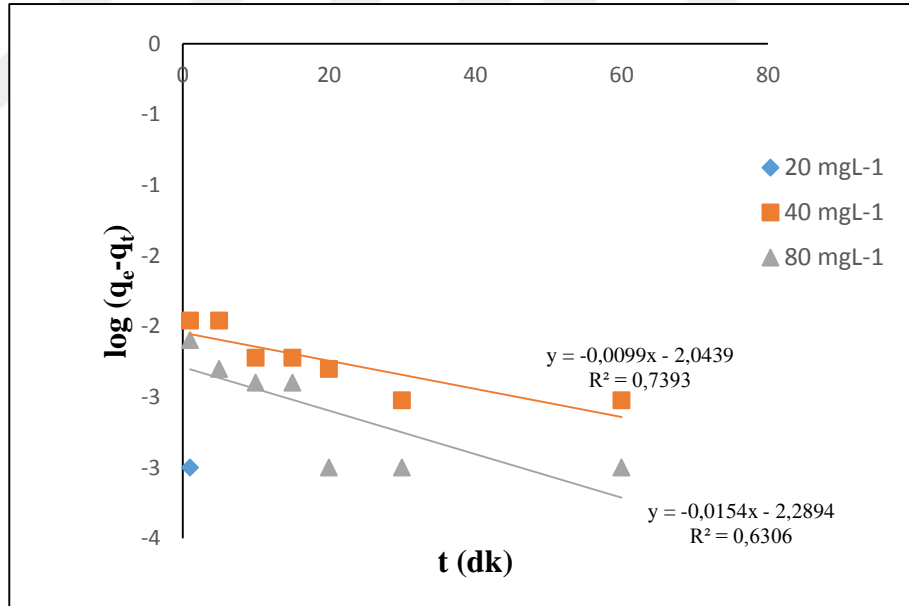 0
0
20
40
60
80
-1
-1
-2
-2
-3
-3
-4
log (qe-qt)
t (dk)
20 mgL-1
40 mgL-1
80 mgL-1
y = -0,0099x - 2,0439
R² = 0,7393
y = -0,0154x - 2,2894
R² = 0,6306